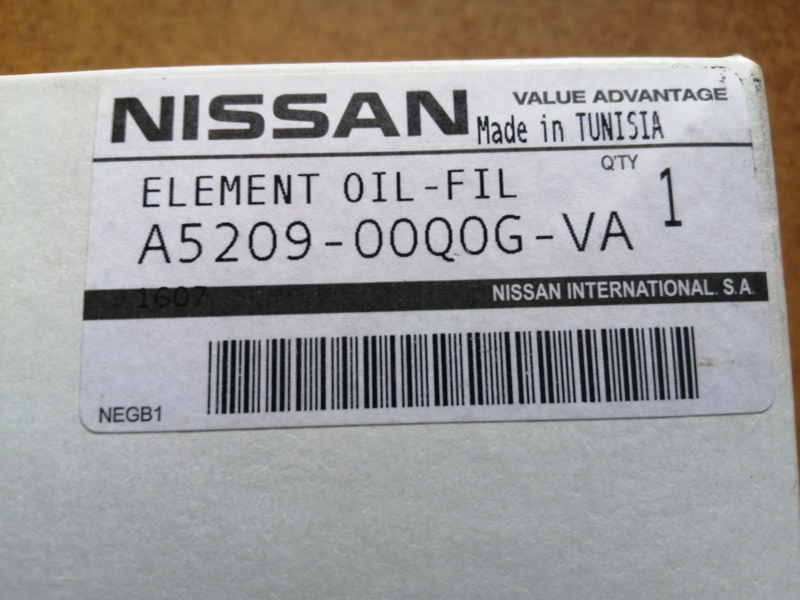 NISSAN
VALUE ADVANTAGE
Made in TUNISIA
ELEMENT OIL-FIL
Q'TY 1
A5209-00Q0G-VA
1607
NISSAN INTERNATIONAL. S.A.
NEGB1